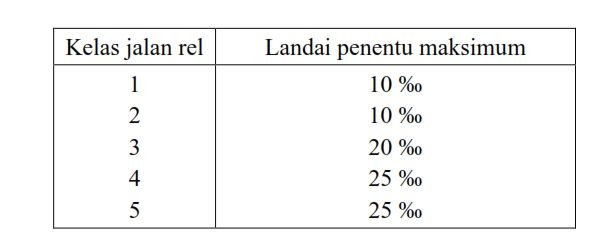 Kelas jalan rel Landai penentu maksimum
1 10 ‰
2 10 ‰
3 20 ‰
4 25 ‰
5 25 ‰